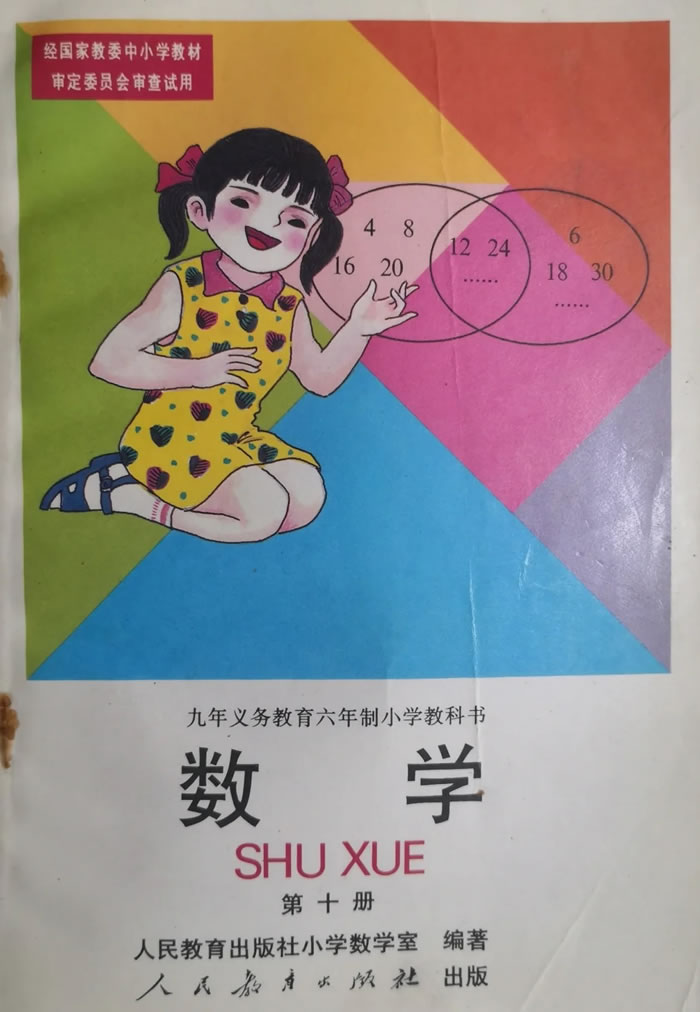 经国家教委中小学教材
审定委员会审查试用
4 8
12 24
6
16 20
18 30
……
……
九年义务教育六年制小学教科书
数 学
SHU XUE
第十册
人民教育出版社小学数学室 编著
人民教育出版社 出版